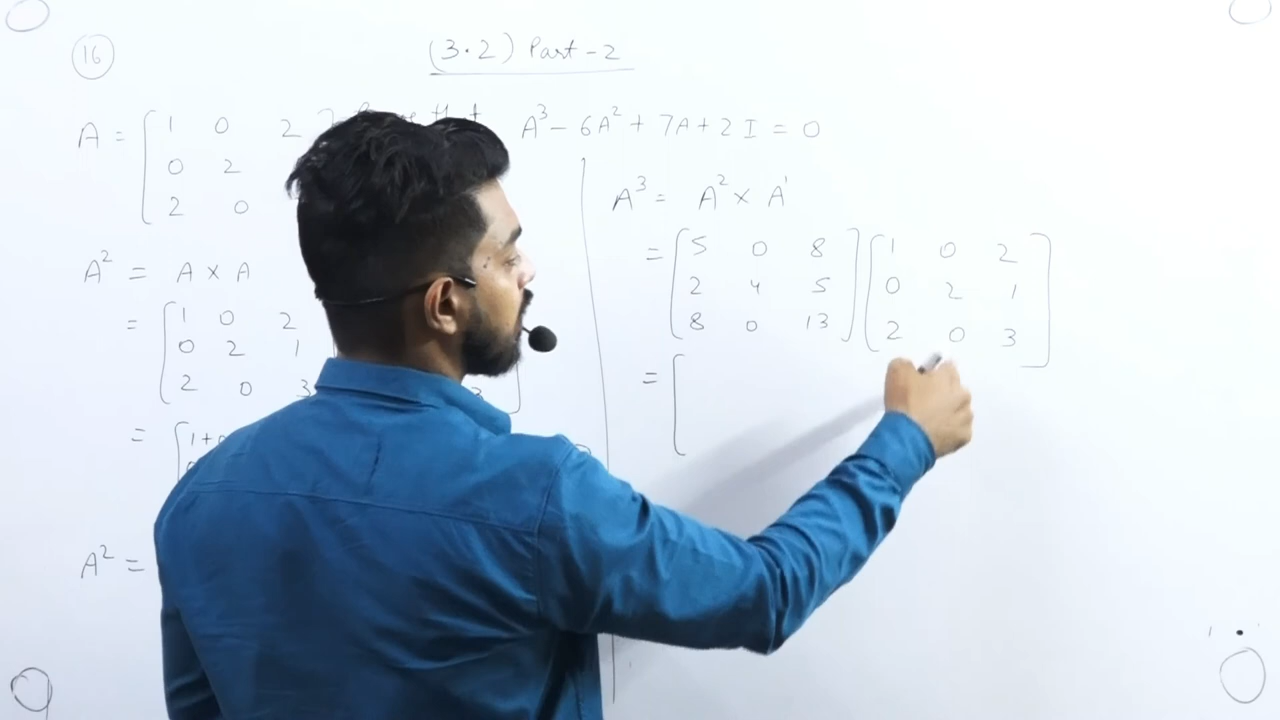 16
(3.2) Part-2
A = [ 1 0 2
0 2
2 0
A³ - 6A² + 7A + 2I = 0
A² = A × A
= [ 1 0 2
0 2 1
2 0 3
= [ 1+
A² =
A³ = A² × A¹
= [ 5 0 8 ] [ 1 0 2 ]
2 4 5 0 2 1
8 0 13 2 0 3
= [